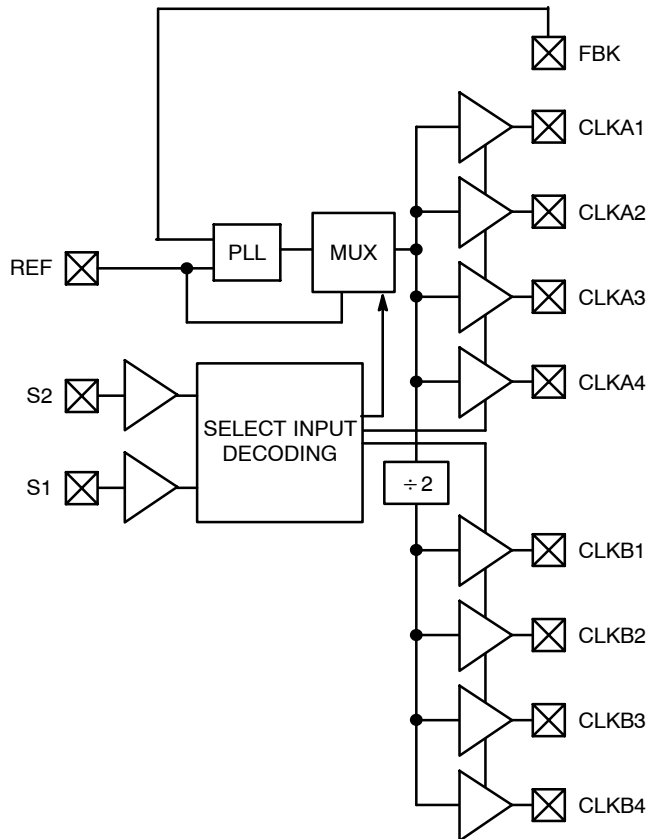 FBK
CLKA1
CLKA2
PLL
MUX
REF
CLKA3
CLKA4
S2
SELECT INPUT
DECODING
S1
÷2
CLKB1
CLKB2
CLKB3
CLKB4